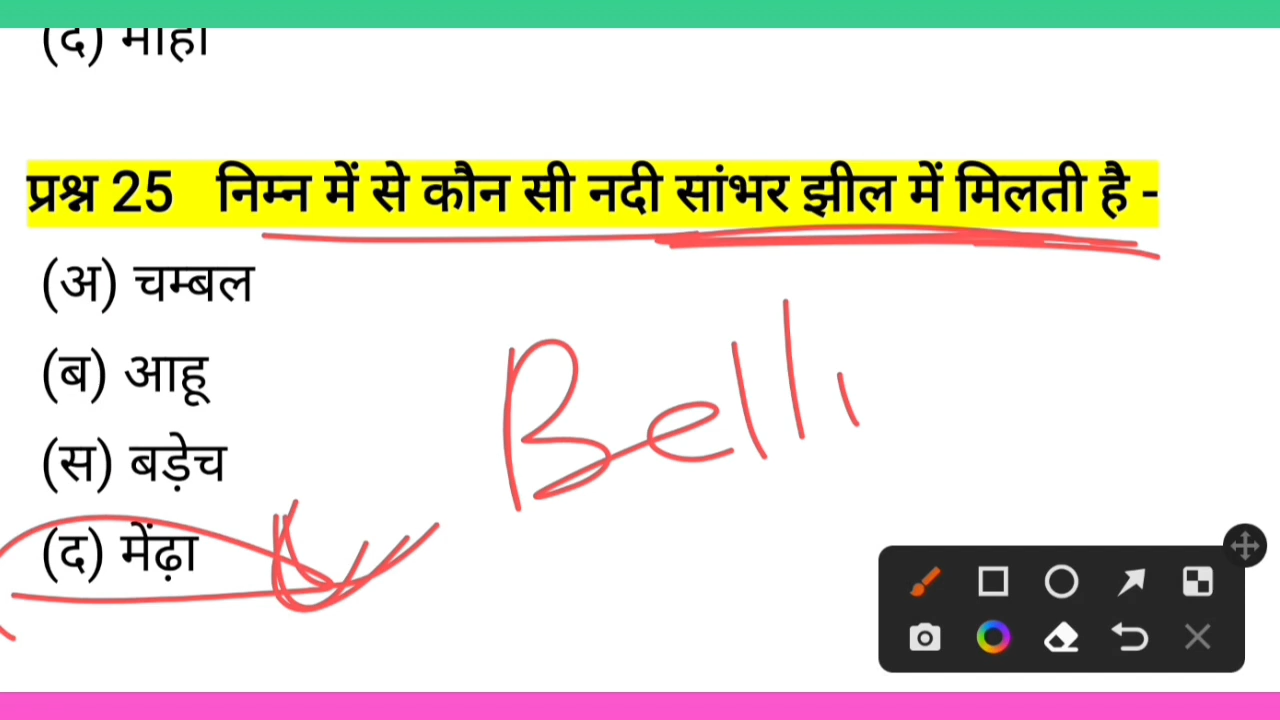 (द) माही
प्रश्न 25 निम्न में से कौन सी नदी सांभर झील में मिलती है -
(अ) चम्बल
(ब) आहू
(स) बड़ेच
(द) मेंढ़ा
Bell